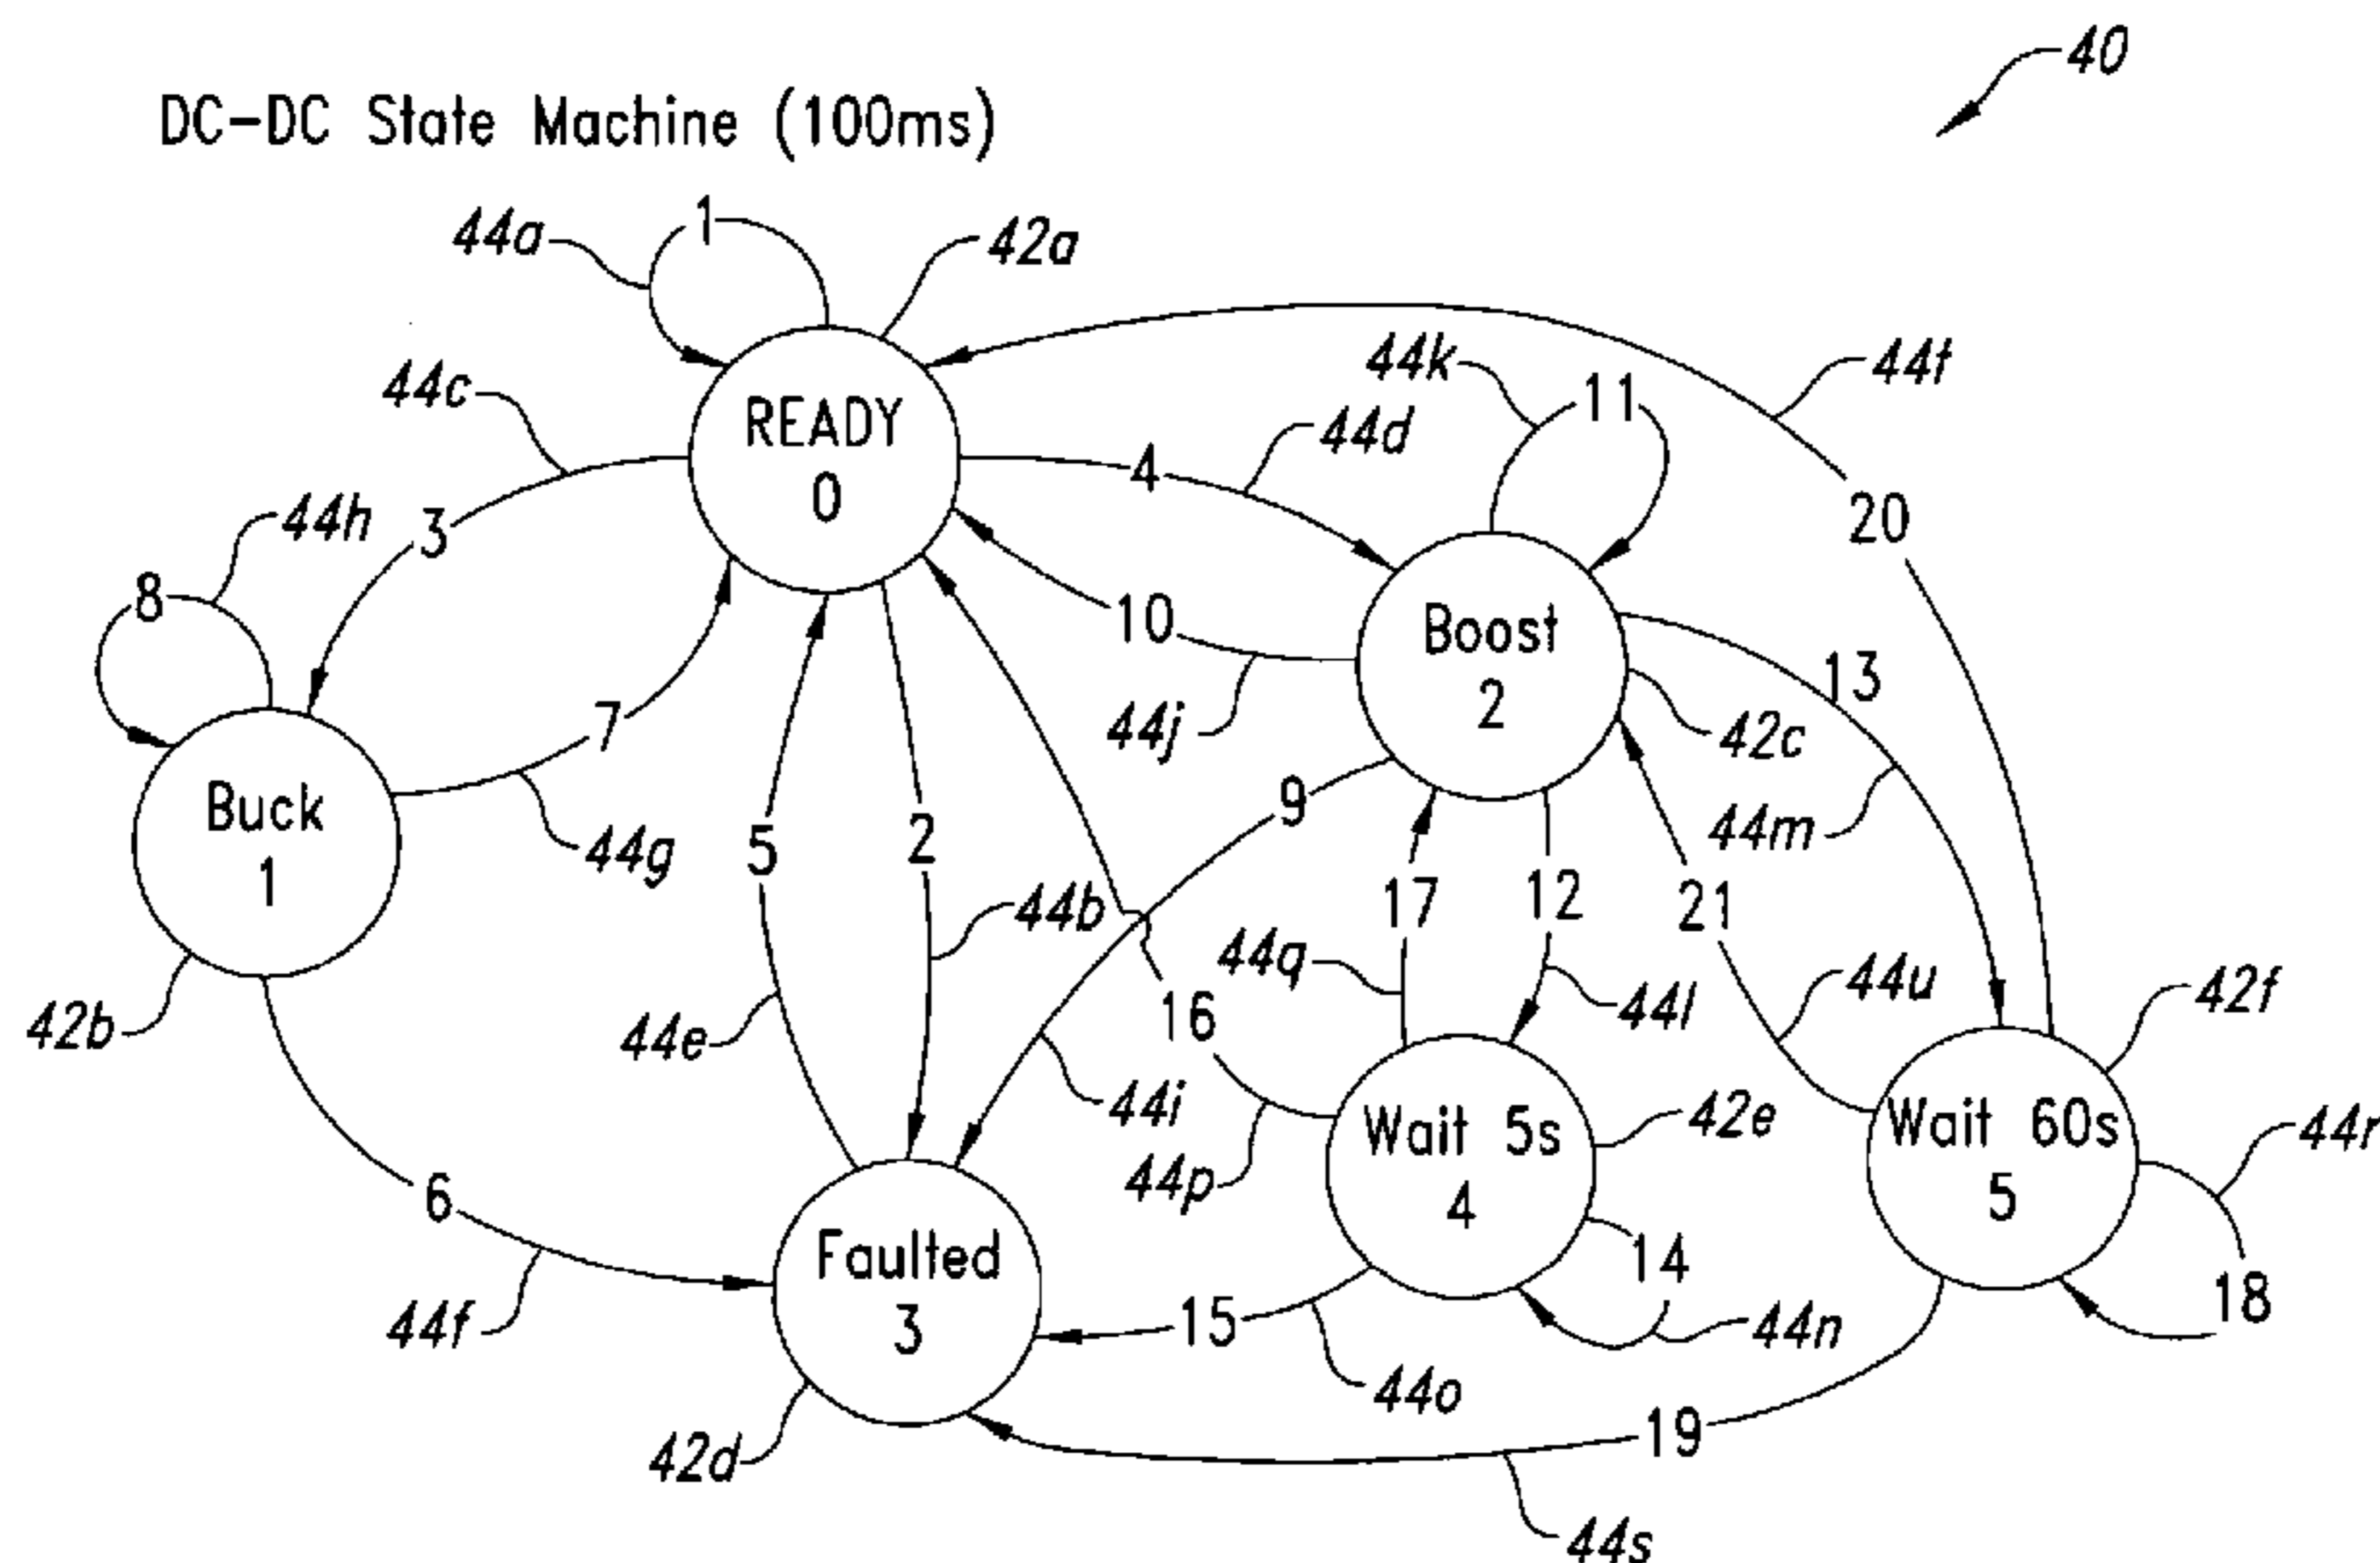 40
DC-DC State Machine (100ms)
1
44a
42a
44c
44k
11
44t
READY
0
4
44d
44h
3
20
8
10
Boost
2
13
7
44j
42c
Buck
1
44g
5
2
9
44m
44b
17
12
21
42b
44e
44q
44l
44u
42f
16
44i
Wait 5s
4
42e
Wait 60s
5
44r
44p
6
Faulted
3
14
18
44f
15
44n
44o
42d
19
44s